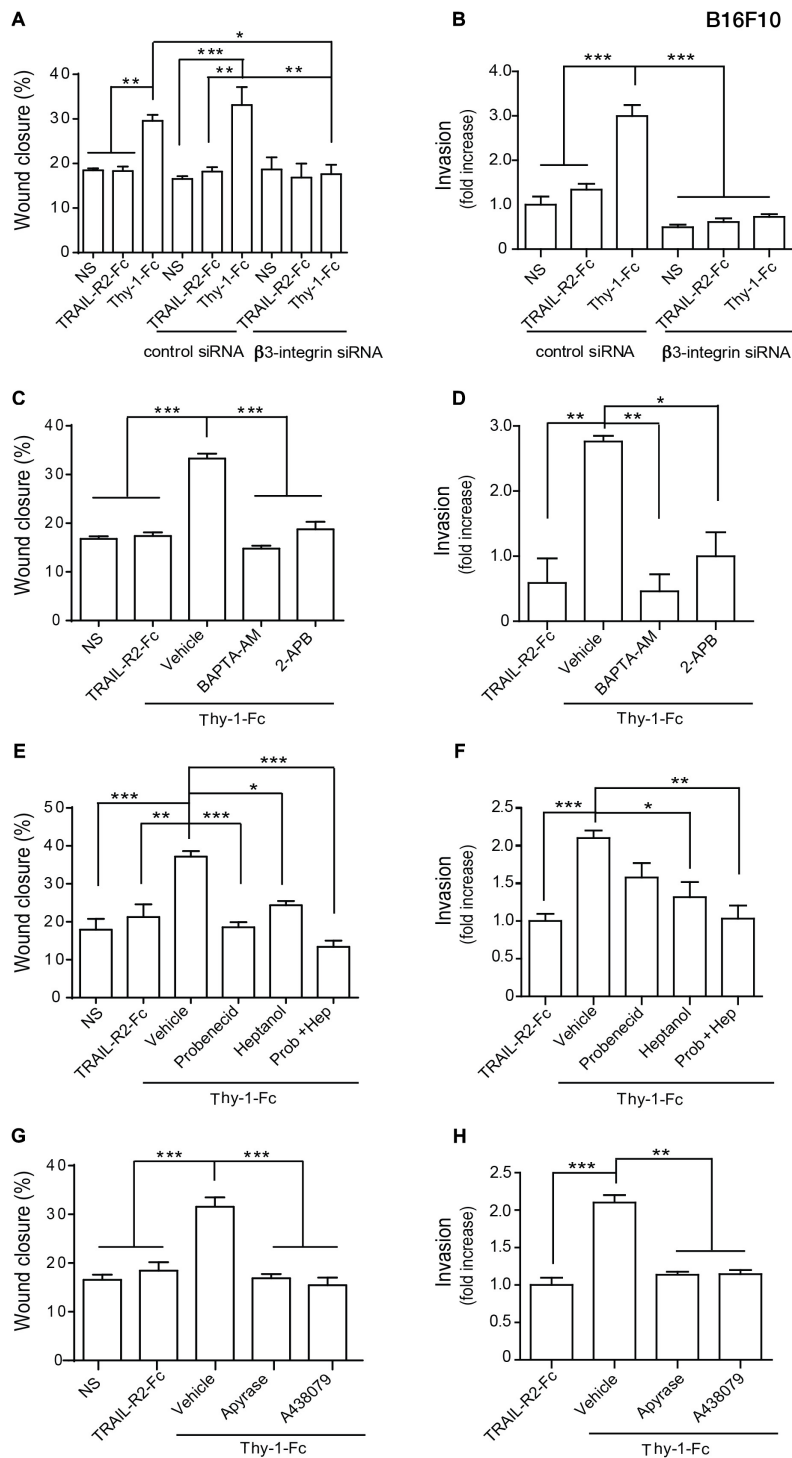 A
B
B16F10
* 
*** 
** ** **
Wound closure (%)
40
30
20
10
0
NS
TRAIL-R2-Fc
Thy-1-Fc
NS
TRAIL-R2-Fc
Thy-1-Fc
NS
TRAIL-R2-Fc
Thy-1-Fc
control siRNA
β3-integrin siRNA
*** ***
Invasion
(fold increase)
4.0
3.0
2.0
1.0
0
NS
TRAIL-R2-Fc
Thy-1-Fc
NS
TRAIL-R2-Fc
Thy-1-Fc
control siRNA
β3-integrin siRNA
C
*** ***
Wound closure (%)
40
30
20
10
0
NS
TRAIL-R2-Fc
Vehicle
BAPTA-AM
2-APB
Thy-1-Fc
D
*
** **
Invasion
(fold increase)
3.0
2.0
1.0
0
TRAIL-R2-Fc
Vehicle
BAPTA-AM
2-APB
Thy-1-Fc
E
***
*** *
** ***
Wound closure (%)
50
40
30
20
10
0
NS
TRAIL-R2-Fc
Vehicle
Probenecid
Heptanol
Prob +Hep
Thy-1-Fc
F
**
*** *
Invasion
(fold increase)
2.5
2.0
1.5
1.0
0.5
0
TRAIL-R2-Fc
Vehicle
Probenecid
Heptanol
Prob +Hep
Thy-1-Fc
G
*** ***
Wound closure (%)
40
30
20
10
0
NS
TRAIL-R2-Fc
Vehicle
Apyrase
A438079
Thy-1-Fc
H
**
***
Invasion
(fold increase)
2.5
2.0
1.5
1.0
0.5
0
TRAIL-R2-Fc
Vehicle
Apyrase
A438079
Thy-1-Fc